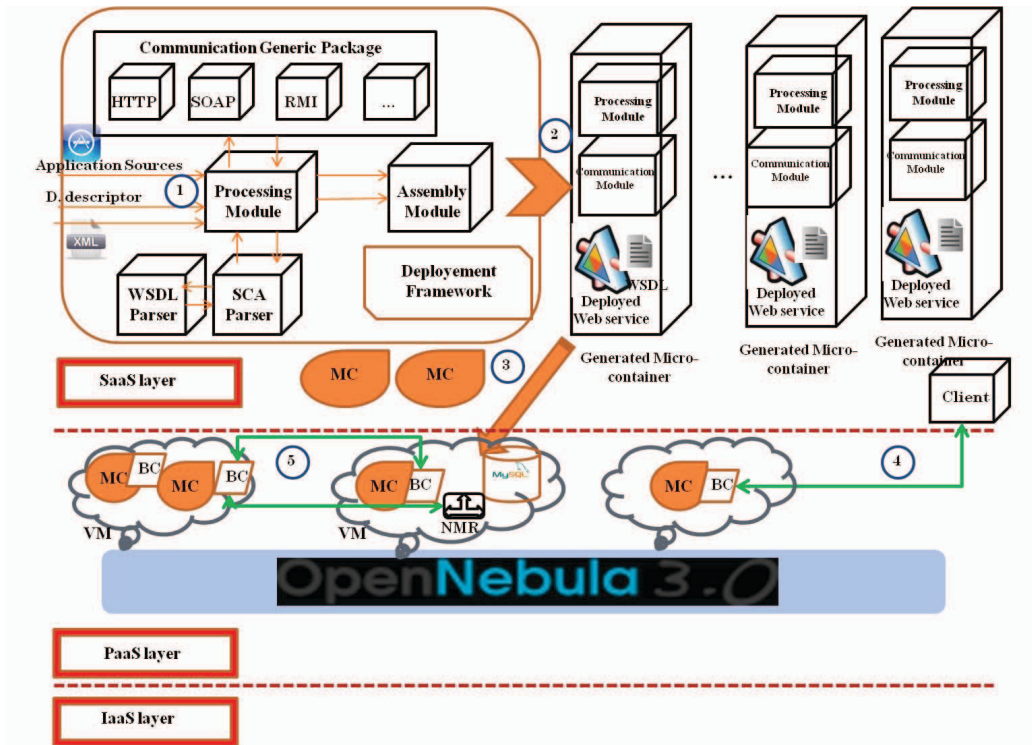 Communication Generic Package
HTTP
SOAP
RMI
...
Application Sources
D. descriptor
XML
1
Processing
Module
Assembly
Module
WSDL
Parser
SCA
Parser
Deployement
Framework
2
Processing
Module
Communication
Module
WSDL
Deployed
Web service
Generated Micro-
container
...
Processing
Module
Communication
Module
Deployed
Web service
Generated Micro-
container
Processing
Module
Communication
Module
Deployed
Web service
Generated Micro-
container
SaaS layer
MC
MC
3
Client
MC
BC
MC
BC
VM
5
MC
BC
MySQL
NMR
VM
MC
BC
4
OpenNebula 3.0
PaaS layer
IaaS layer